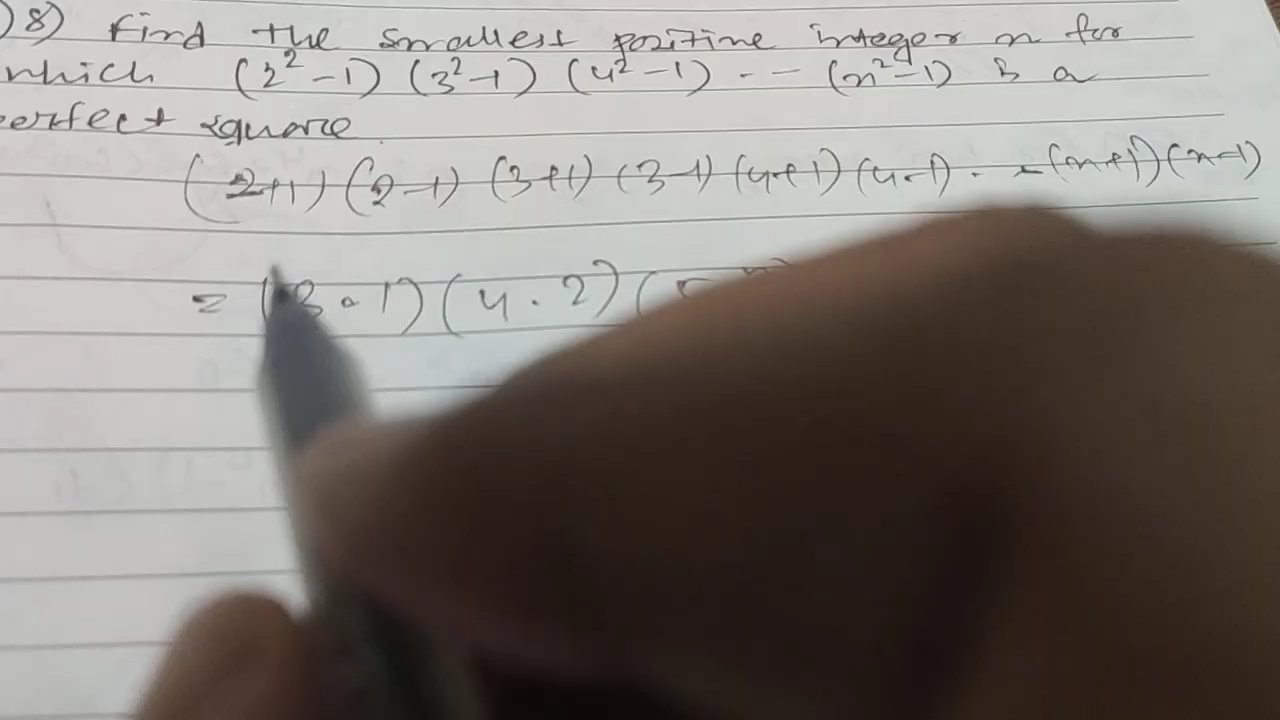 8) Find the smallest positive integer n for
which (2²-1) (3²-1) (4²-1) - - (n²-1) is a
perfect square.
(2+1) (2-1) (3+1) (3-1) (4+1) (4-1) . - (n+1) (n-1)
= (3.1) (4.2) (5